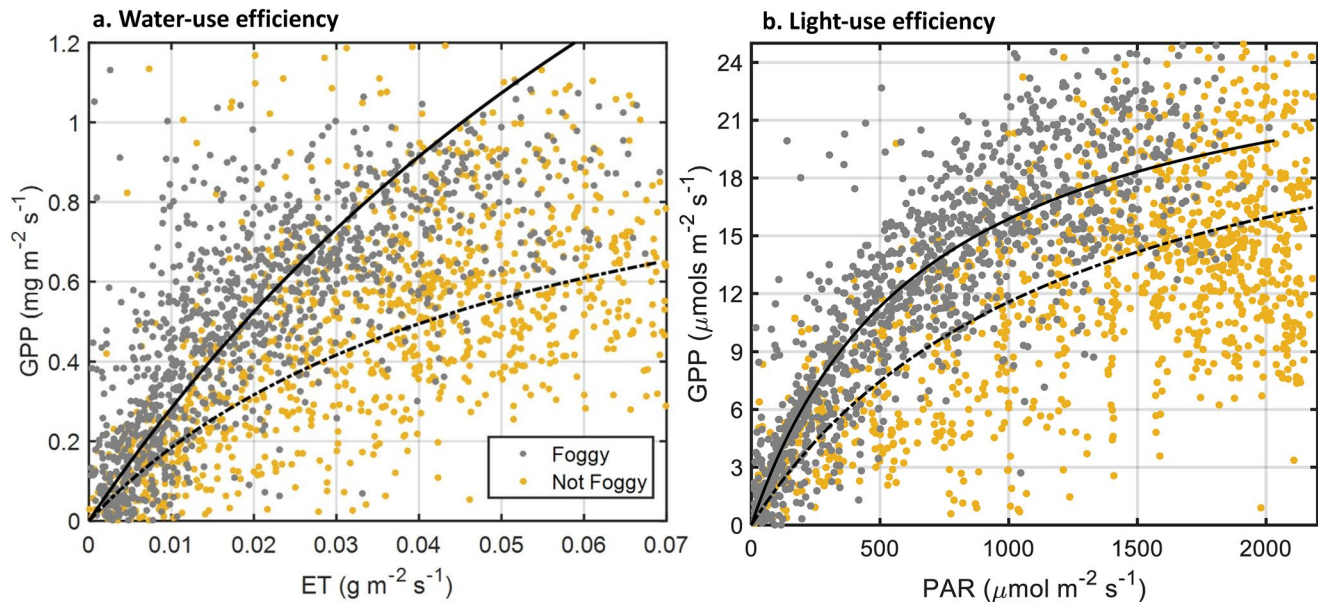 a. Water-use efficiency
1.2
1
0.8
0.6
0.4
0.2
0
GPP (mg m⁻² s⁻¹)
0 0.01 0.02 0.03 0.04 0.05 0.06 0.07
ET (g m⁻² s⁻¹)
Foggy
Not Foggy
b. Light-use efficiency
24
21
18
15
12
9
6
3
0
GPP (μmols m⁻² s⁻¹)
0 500 1000 1500 2000
PAR (μmol m⁻² s⁻¹)